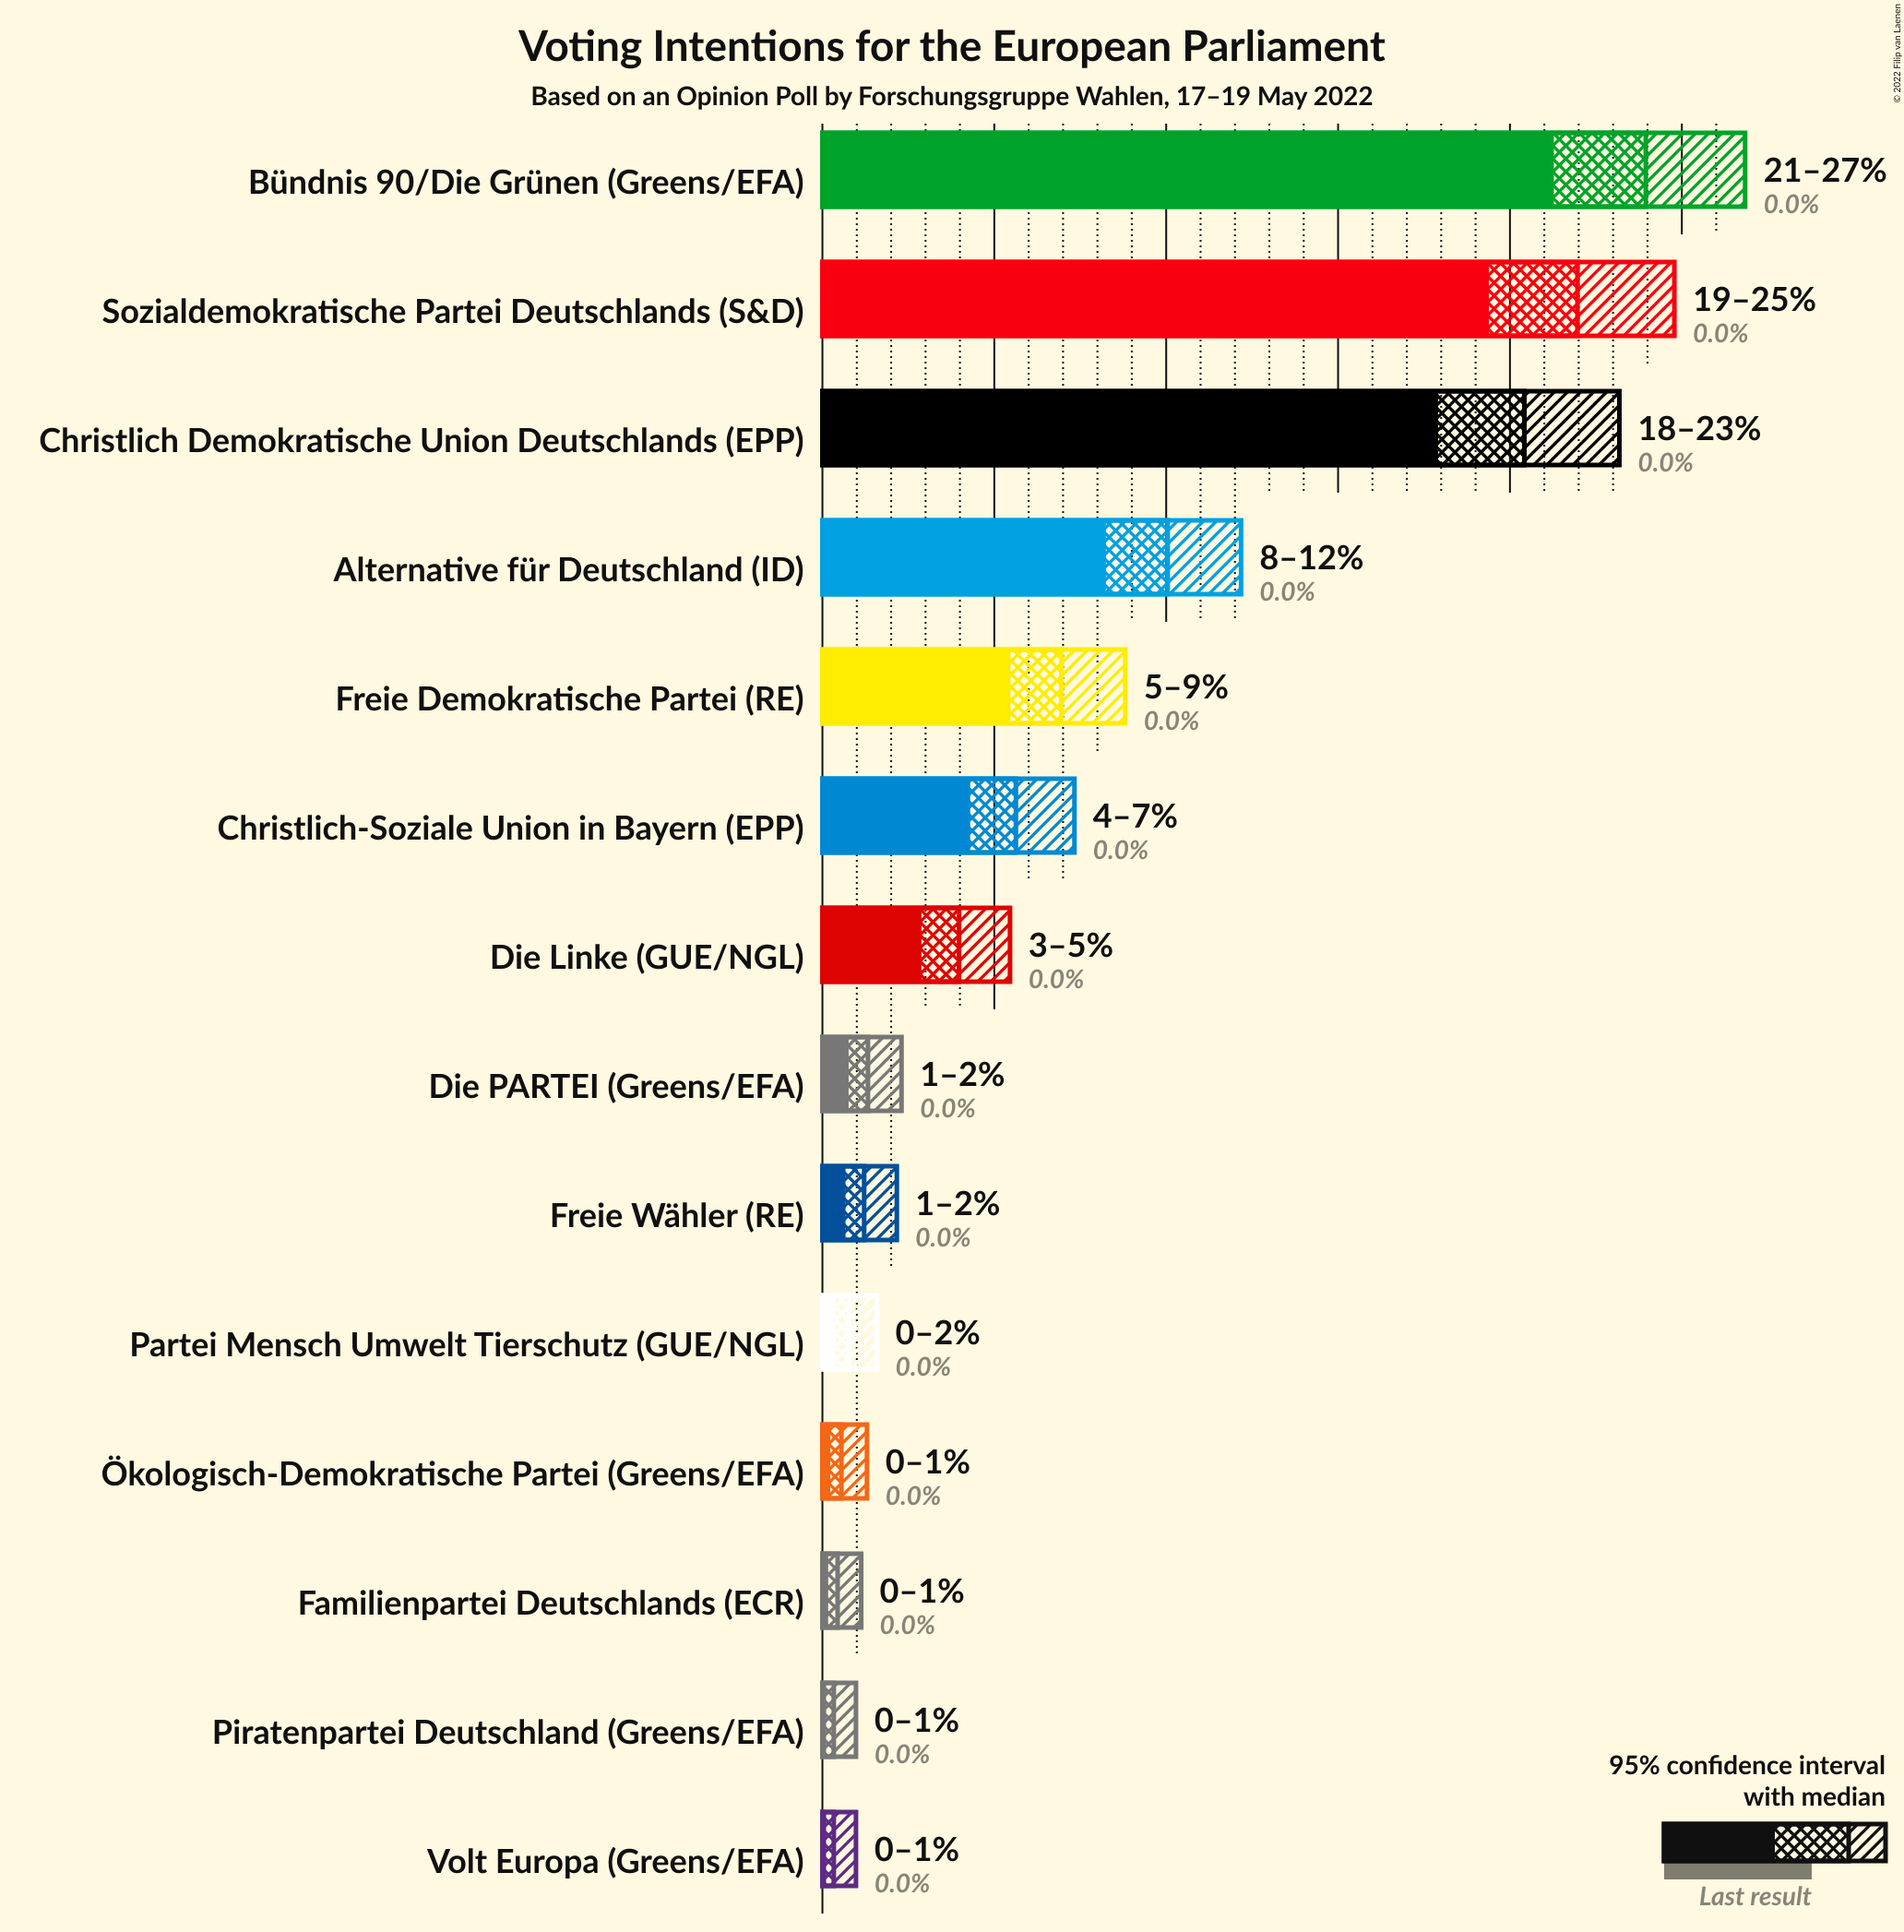 Voting Intentions for the European Parliament
Based on an Opinion Poll by Forschungsgruppe Wahlen, 17–19 May 2022
© 2022 Filip van Laenen
Bündnis 90/Die Grünen (Greens/EFA)
21–27%
0.0%
Sozialdemokratische Partei Deutschlands (S&D)
19–25%
0.0%
Christlich Demokratische Union Deutschlands (EPP)
18–23%
0.0%
Alternative für Deutschland (ID)
8–12%
0.0%
Freie Demokratische Partei (RE)
5–9%
0.0%
Christlich-Soziale Union in Bayern (EPP)
4–7%
0.0%
Die Linke (GUE/NGL)
3–5%
0.0%
Die PARTEI (Greens/EFA)
1–2%
0.0%
Freie Wähler (RE)
1–2%
0.0%
Partei Mensch Umwelt Tierschutz (GUE/NGL)
0–2%
0.0%
Ökologisch-Demokratische Partei (Greens/EFA)
0–1%
0.0%
Familienpartei Deutschlands (ECR)
0–1%
0.0%
Piratenpartei Deutschland (Greens/EFA)
0–1%
0.0%
Volt Europa (Greens/EFA)
0–1%
0.0%
95% confidence interval
with median
Last result